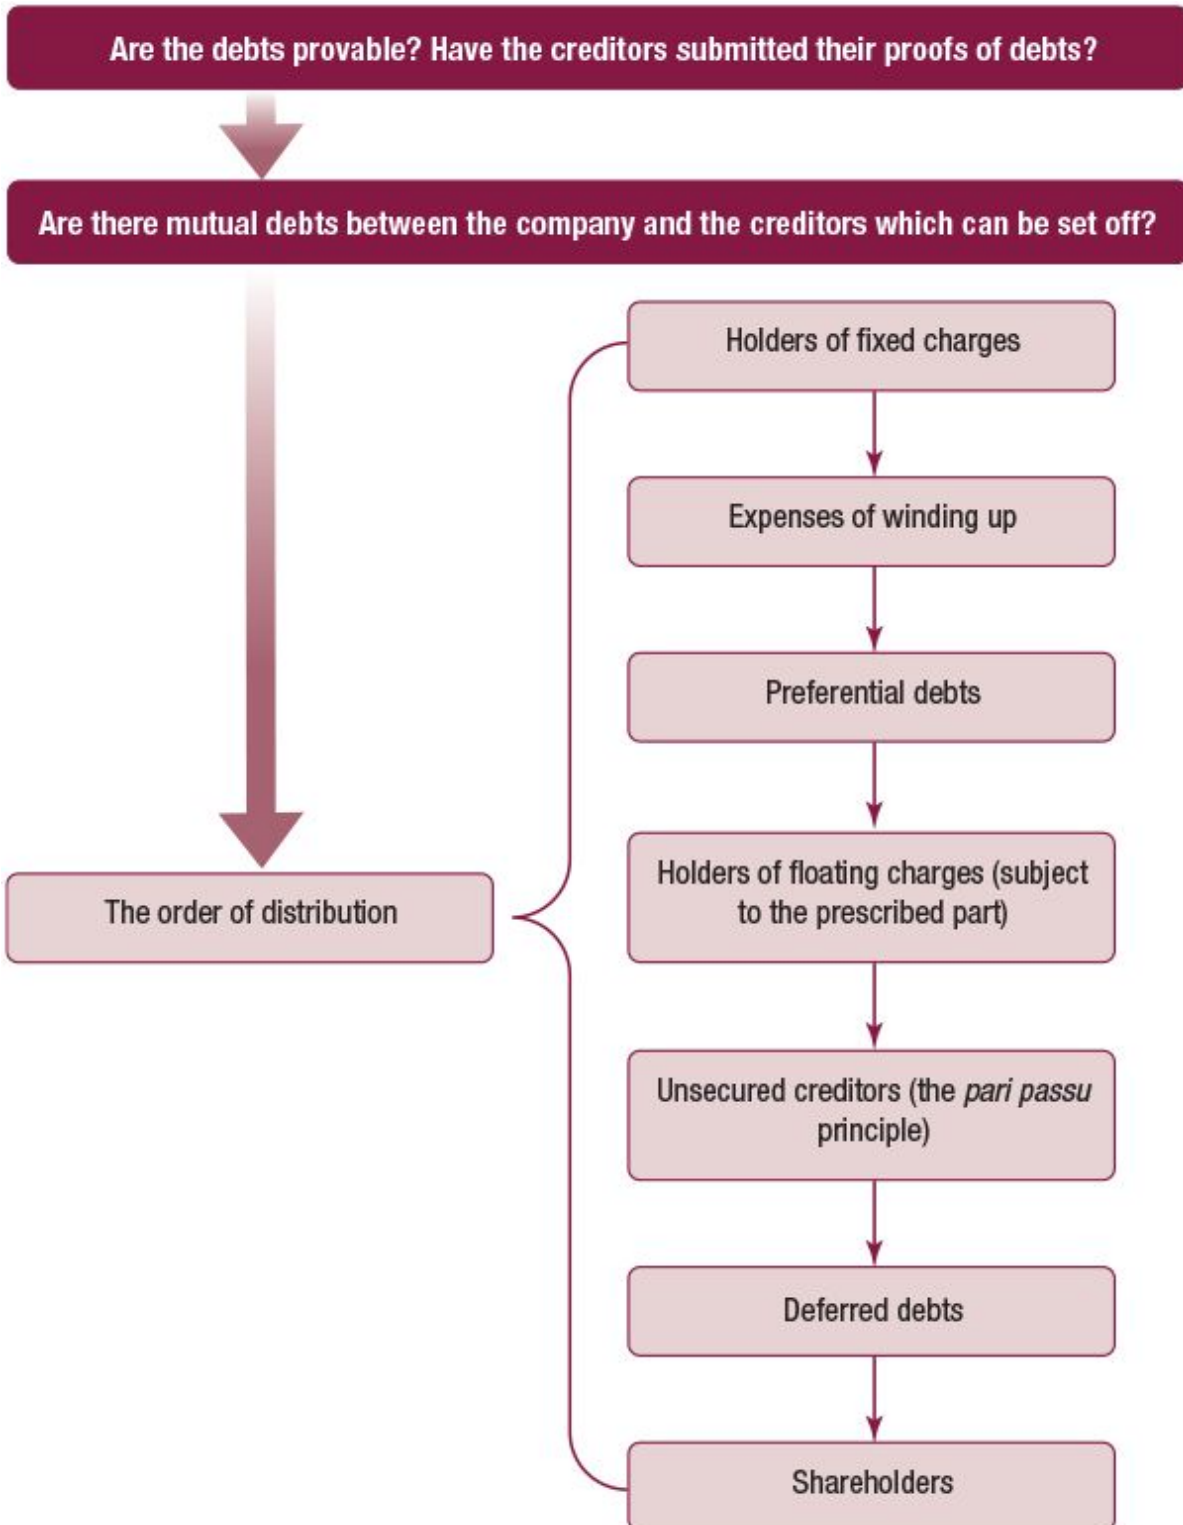 Are the debts provable? Have the creditors submitted their proofs of debts?
Are there mutual debts between the company and the creditors which can be set off?
Holders of fixed charges
Expenses of winding up
Preferential debts
Holders of floating charges (subject
to the prescribed part)
The order of distribution
Unsecured creditors (the pari passu
principle)
Deferred debts
Shareholders